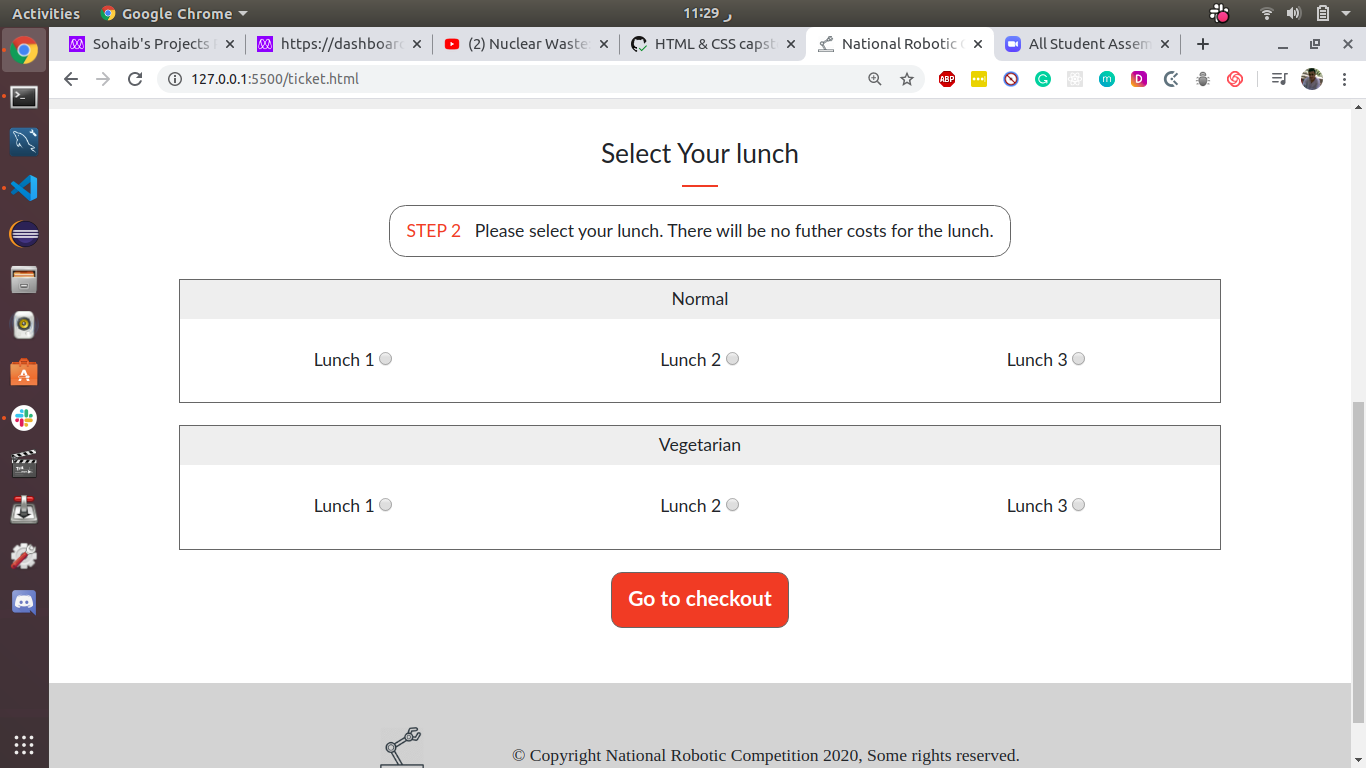 Activities Google Chrome 11:29 ر
Sohaib's Projects
https://dashboard
(2) Nuclear Waste
HTML & CSS capst
National Robotic C
All Student Assem
127.0.0.1:5500/ticket.html
ABP
Select Your lunch
STEP 2 Please select your lunch. There will be no futher costs for the lunch.
Normal
Lunch 1 Lunch 2 Lunch 3
Vegetarian
Lunch 1 Lunch 2 Lunch 3
Go to checkout
© Copyright National Robotic Competition 2020, Some rights reserved.